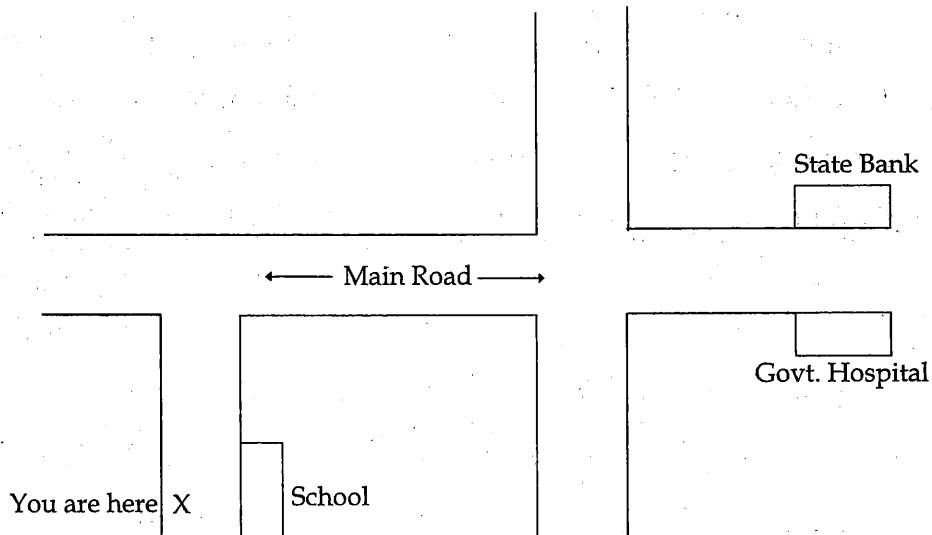 State Bank
Main Road
Govt. Hospital
You are here X
School